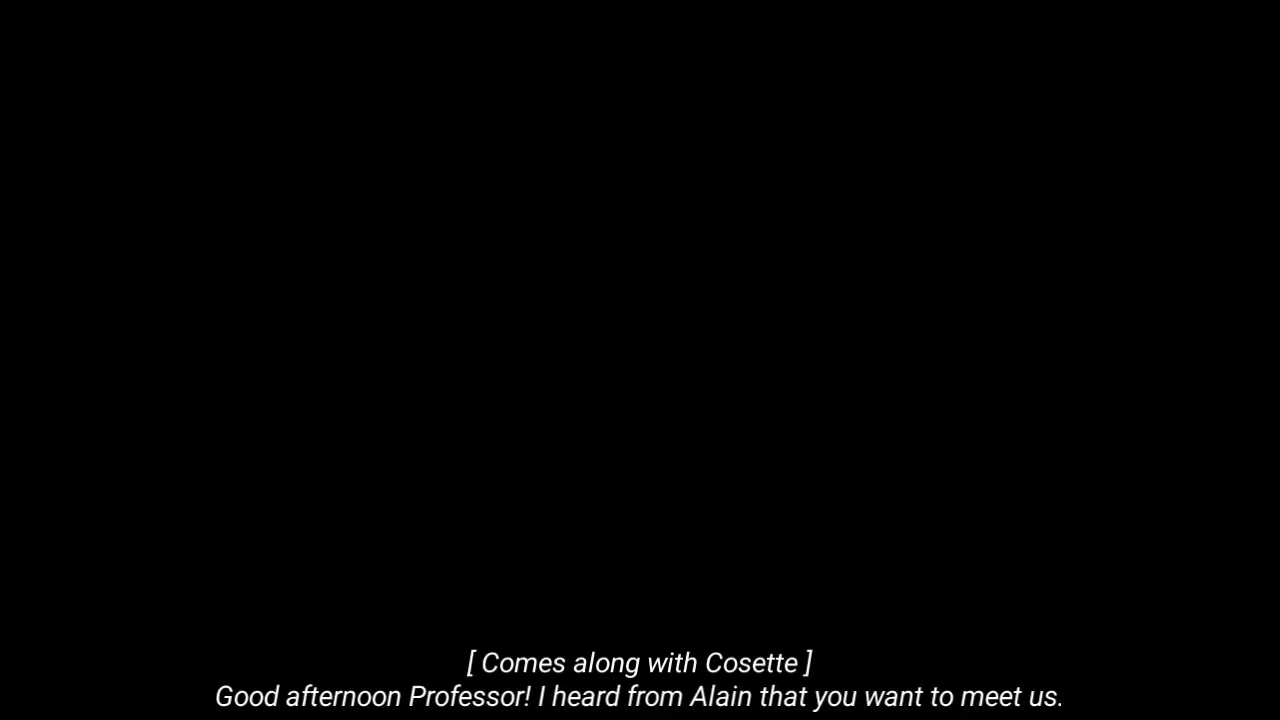 [ Comes along with Cosette ]
Good afternoon Professor! I heard from Alain that you want to meet us.